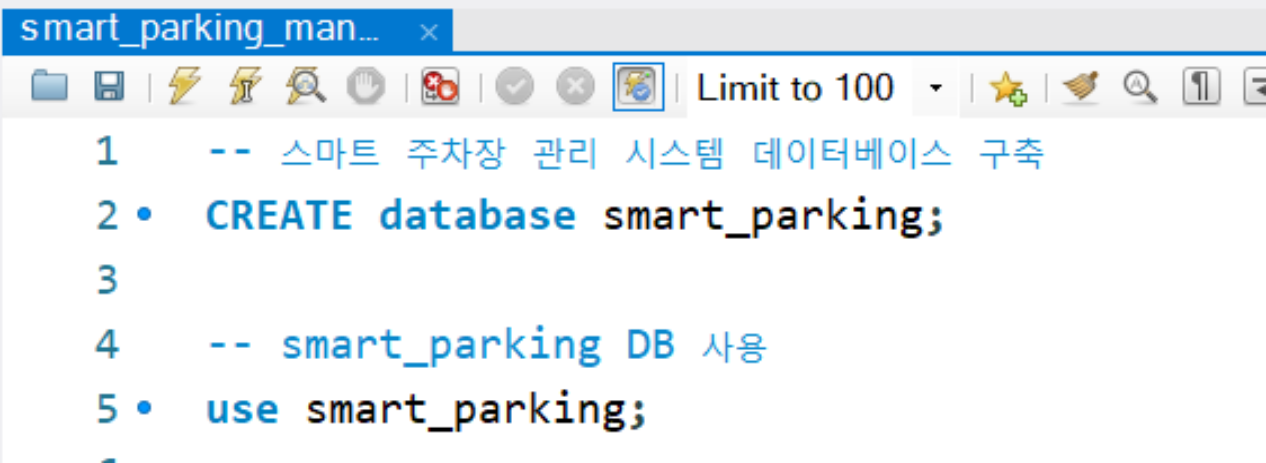 smart_parking_man...
Limit to 100
1 -- 스마트 주차장 관리 시스템 데이터베이스 구축
2 CREATE database smart_parking;
3
4 -- smart_parking DB 사용
5 use smart_parking;